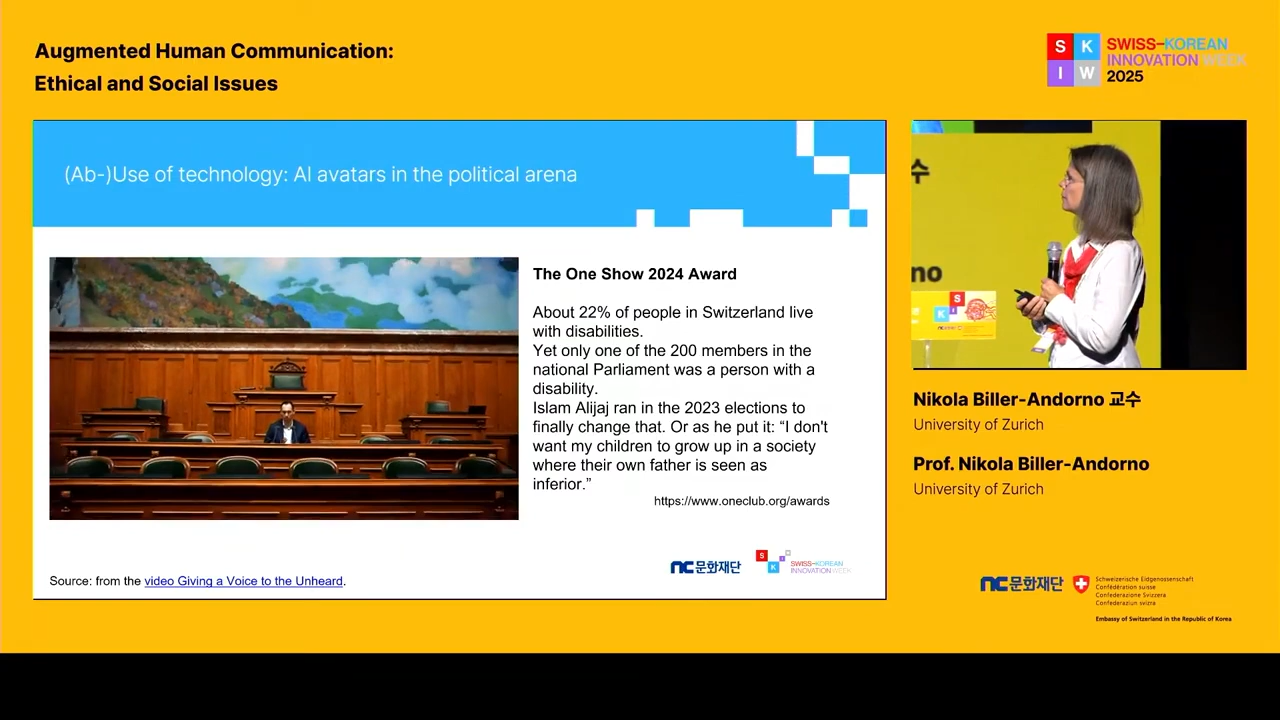 Augmented Human Communication:
Ethical and Social Issues
S K
I W
SWISS–KOREAN
INNOVATION WEEK
2025
(Ab-)Use of technology: AI avatars in the political arena
The One Show 2024 Award
About 22% of people in Switzerland live
with disabilities.
Yet only one of the 200 members in the
national Parliament was a person with a
disability.
Islam Alijaj ran in the 2023 elections to
finally change that. Or as he put it: “I don't
want my children to grow up in a society
where their own father is seen as
inferior.”
https://www.oneclub.org/awards
Source: from the video Giving a Voice to the Unheard.
nc문화재단
S I
K
SWISS–KOREAN
INNOVATION WEEK
수
no
S
K I
Nikola Biller-Andorno 교수
University of Zurich
Prof. Nikola Biller-Andorno
University of Zurich
nc문화재단
Schweizerische Eidgenossenschaft
Confédération suisse
Confederazione Svizzera
Confederaziun svizra
Embassy of Switzerland in the Republic of Korea